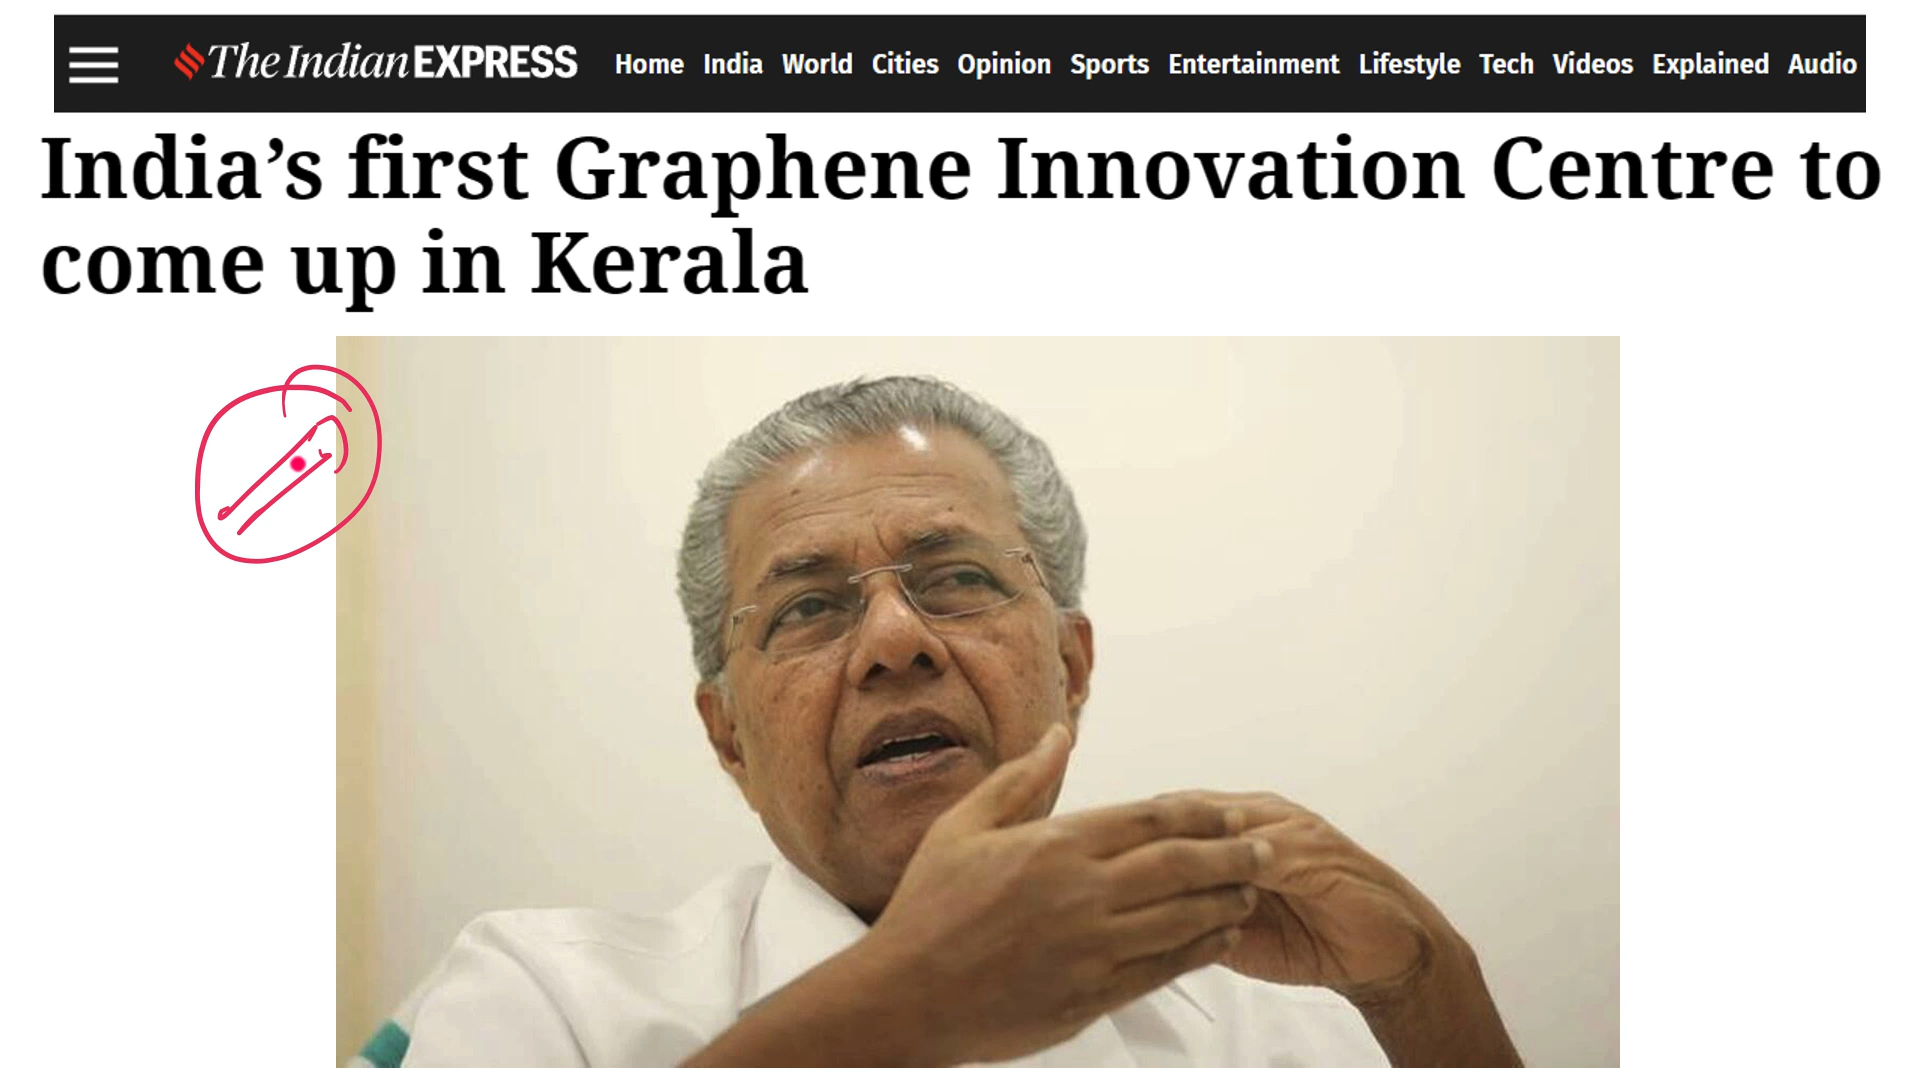 The Indian EXPRESS Home India World Cities Opinion Sports Entertainment Lifestyle Tech Videos Explained Audio
India’s first Graphene Innovation Centre to
come up in Kerala